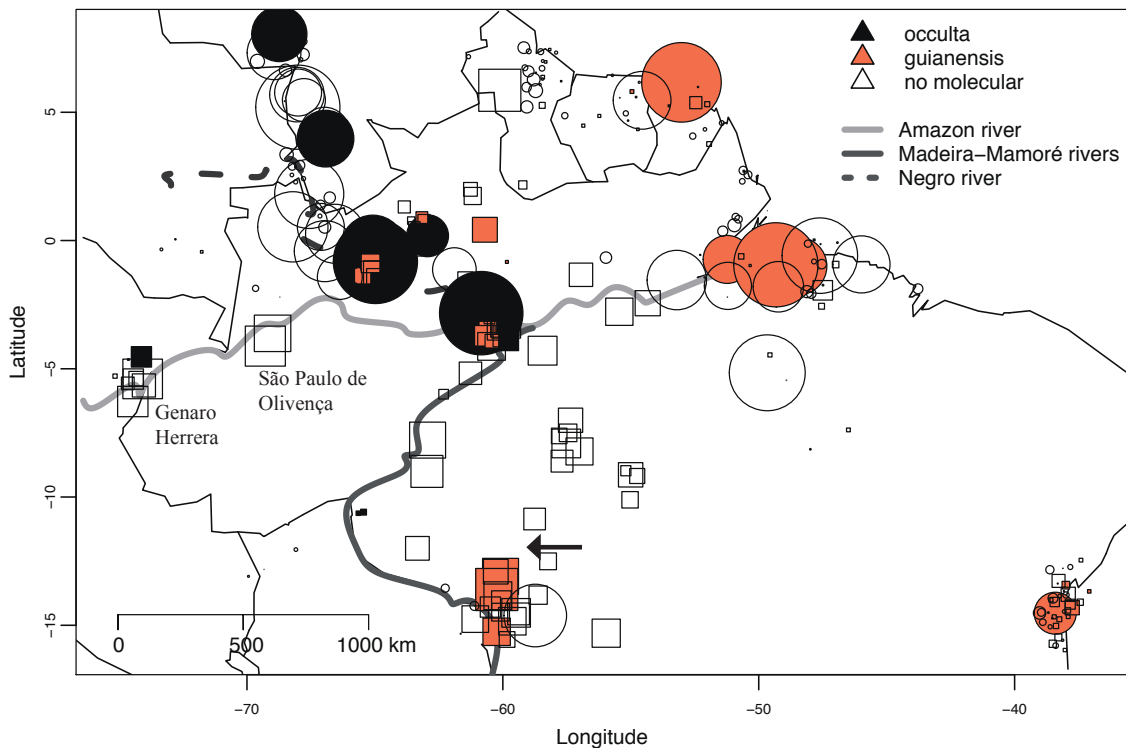 occulta
guianensis
no molecular
Amazon river
Madeira−Mamoré rivers
Negro river
5
0
−5
−10
−15
Latitude
São Paulo de
Olivença
Genaro
Herrera
0 500 1000 km
−70 −60 −50 −40
Longitude